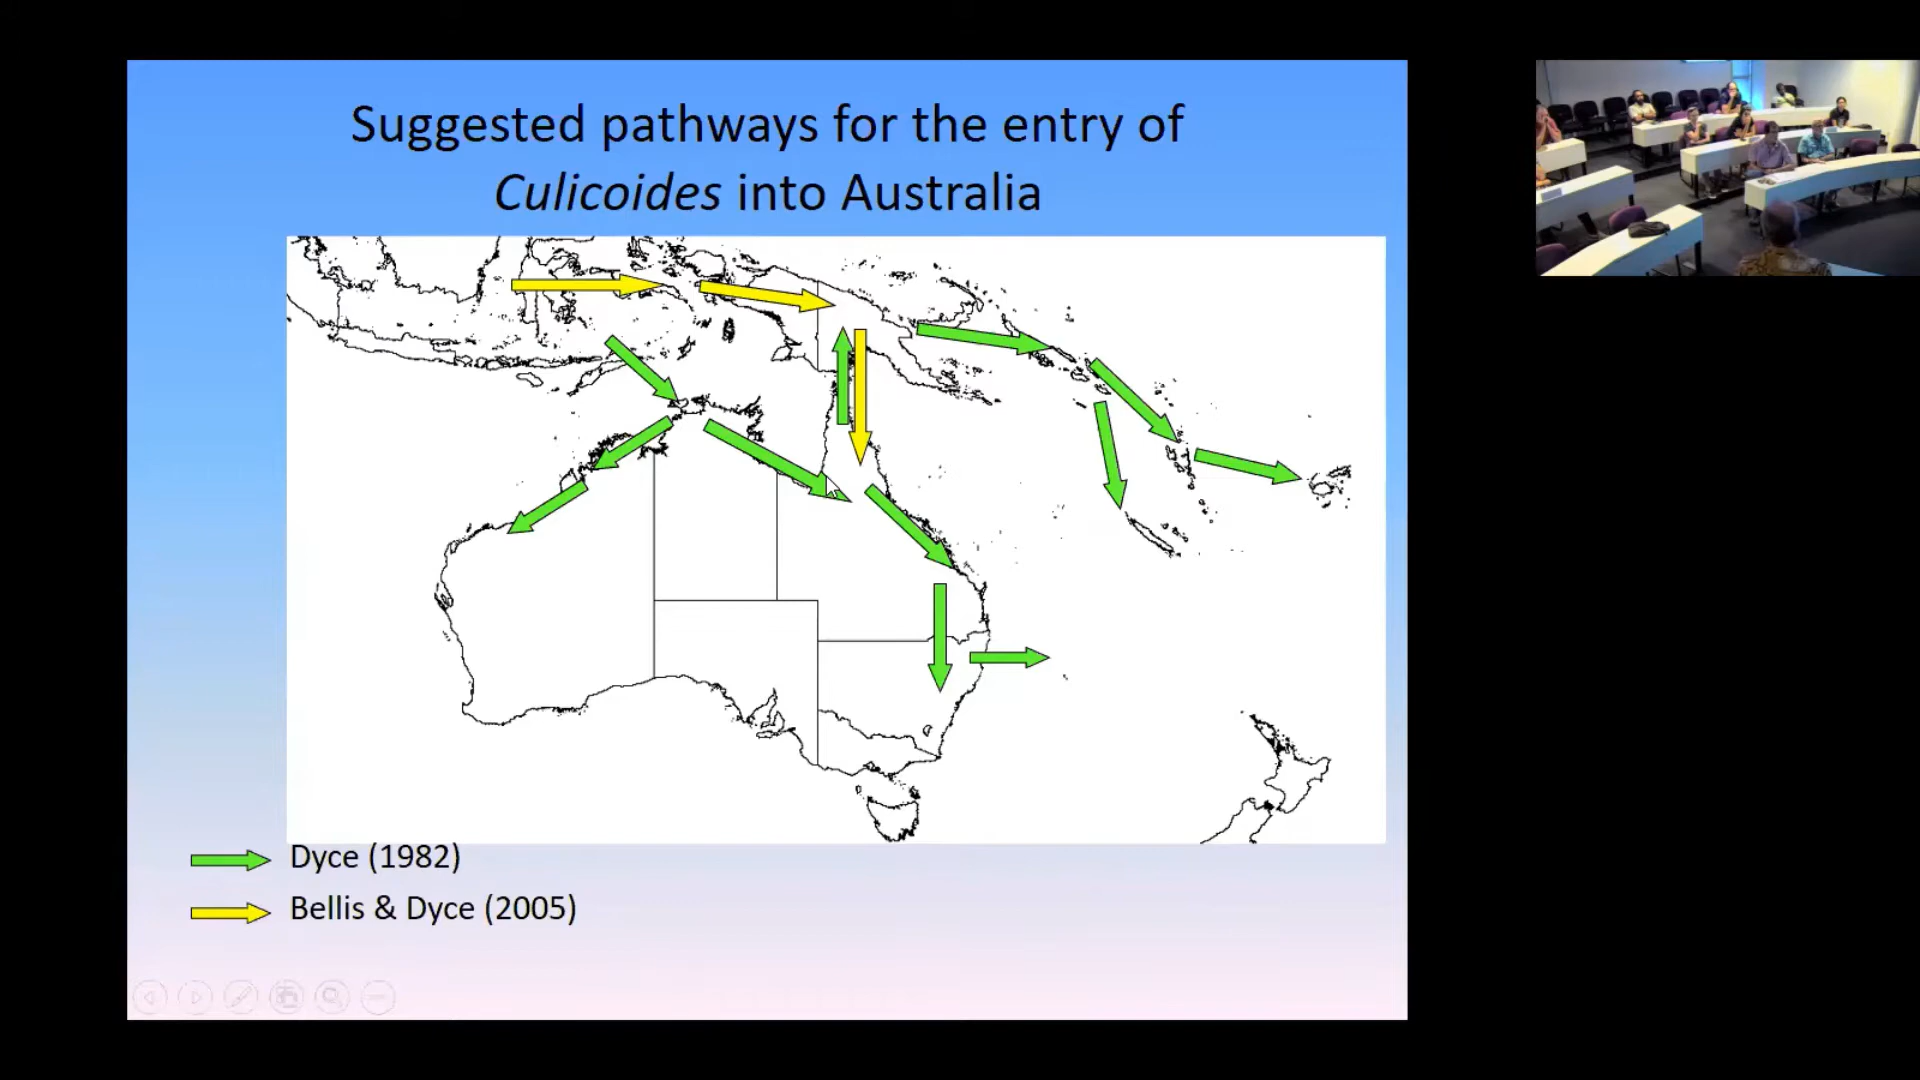 Suggested pathways for the entry of
Culicoides into Australia
Dyce (1982)
Bellis & Dyce (2005)